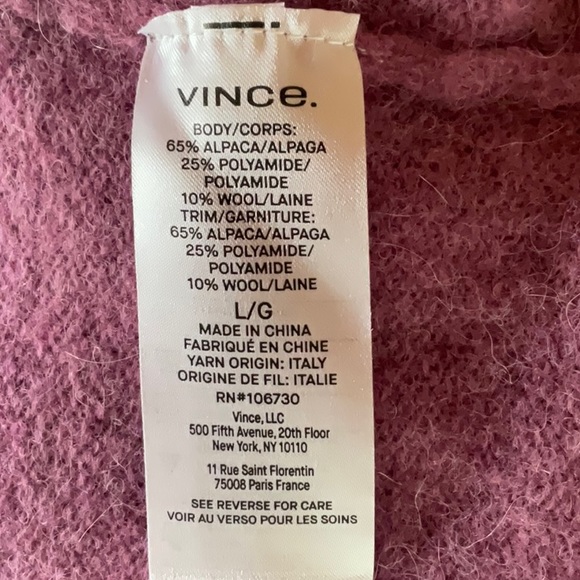 VINCe.
BODY/CORPS:
65% ALPACA/ALPAGA
25% POLYAMIDE/
POLYAMIDE
10% WOOL/LAINE
TRIM/GARNITURE:
65% ALPACA/ALPAGA
25% POLYAMIDE/
POLYAMIDE
10% WOOL/LAINE
L/G
MADE IN CHINA
FABRIQUÉ EN CHINE
YARN ORIGIN: ITALY
ORIGINE DE FIL: ITALIE
RN#106730
Vince, LLC
500 Fifth Avenue, 20th Floor
New York, NY 10110
11 Rue Saint Florentin
75008 Paris France
SEE REVERSE FOR CARE
VOIR AU VERSO POUR LES SOINS